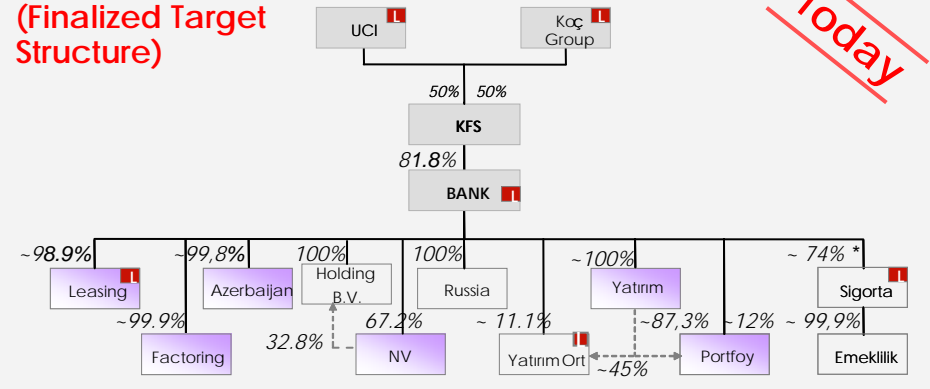 (Finalized Target
Structure)
Today
UCI
L
Koç
Group
L
50%
50%
KFS
81.8%
BANK
L
~98.9%
~99,8%
100%
100%
~100%
~ 74% *
Leasing
L
Azerbaijan
Holding
B.V.
Russia
Yatırım
Sigorta
L
~99.9%
67.2%
~ 11.1%
~87,3%
~12%
~ 99,9%
32.8%
Factoring
NV
Yatırım Ort
L
~45%
Portfoy
Emeklilik